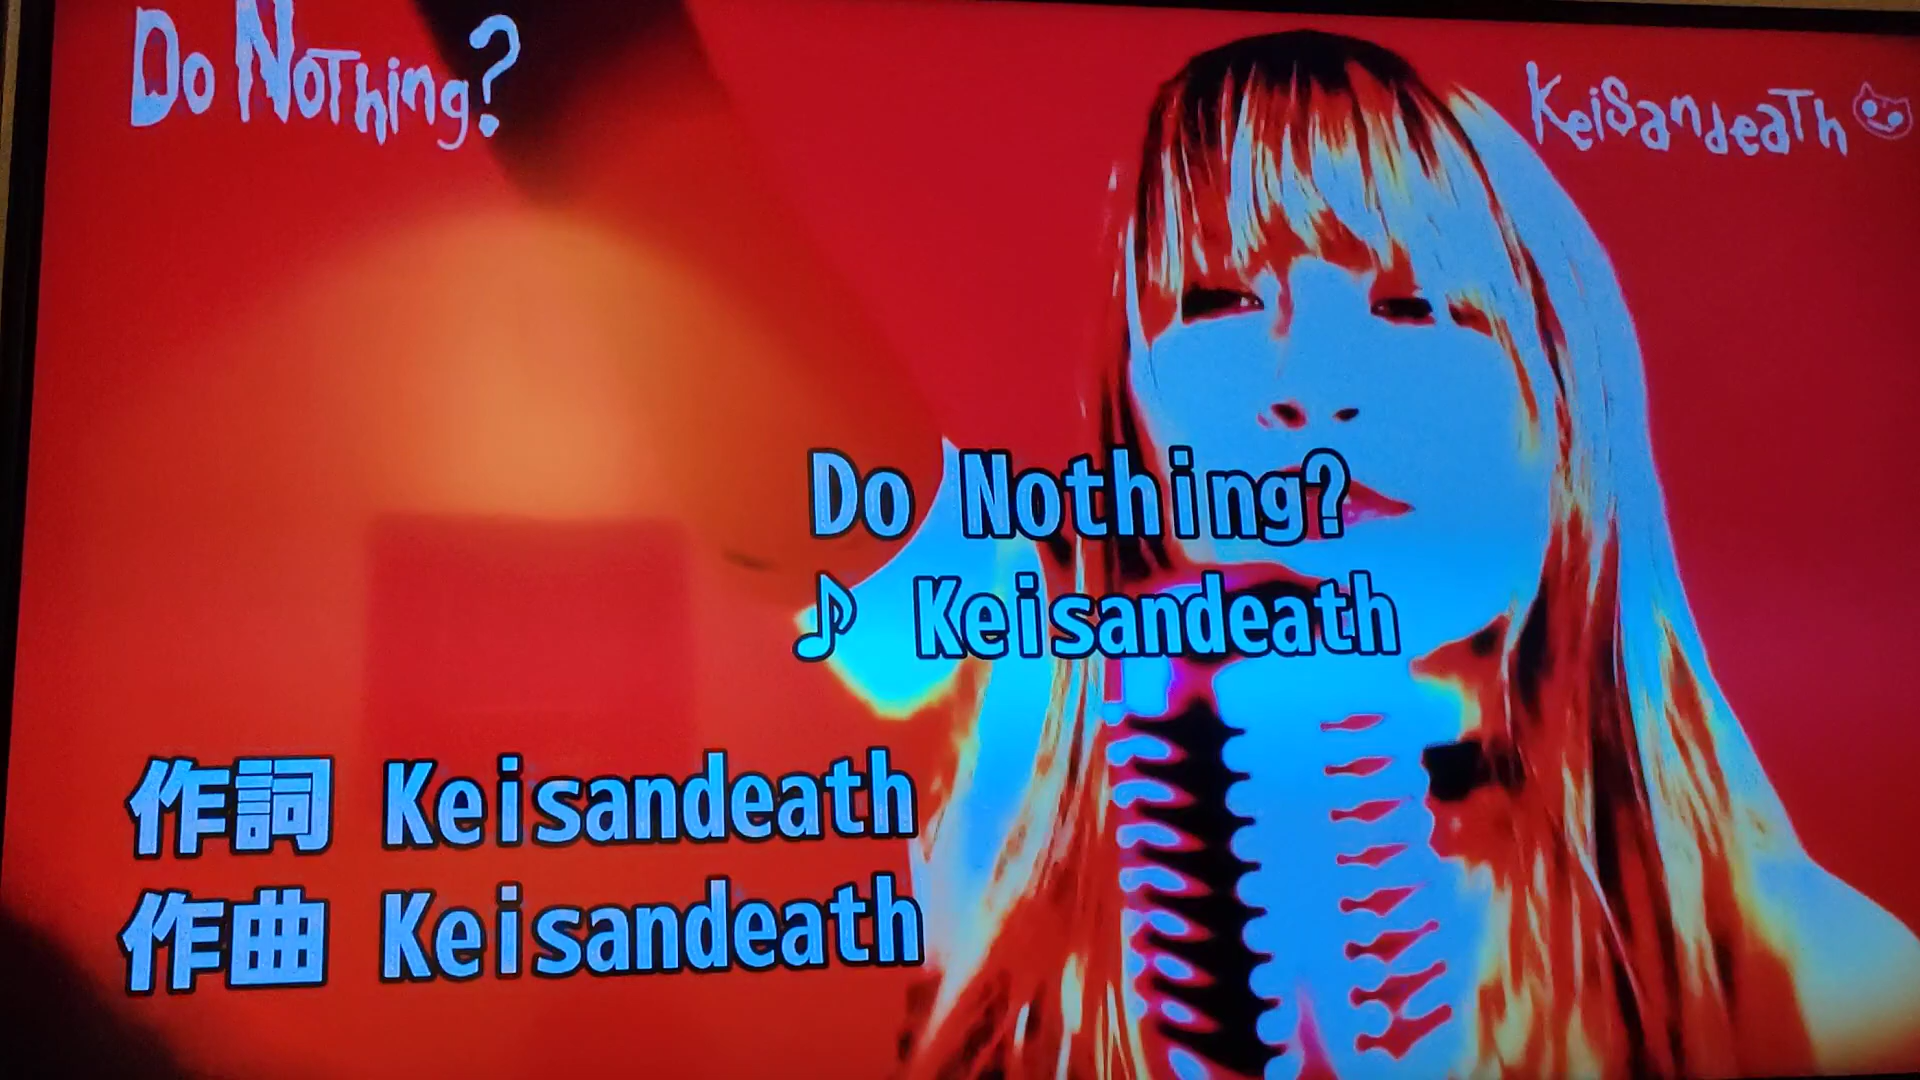 Do Nothing?
Keisandeath
Do Nothing?
♪ Keisandeath
作詞 Keisandeath
作曲 Keisandeath